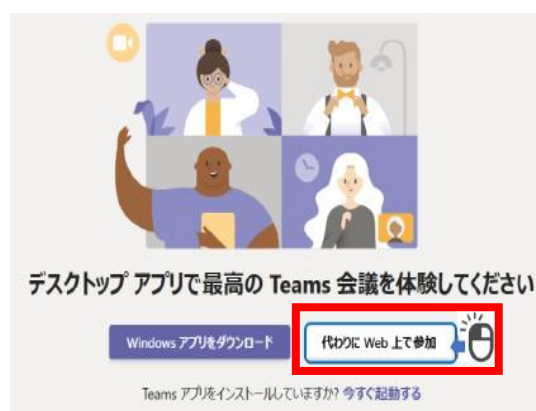 デスクトップ アプリで最高の Teams 会議を体験してください
Windows アプリをダウンロード
代わりに Web 上で参加
Teams アプリをインストールしていますか? 今すぐ起動する